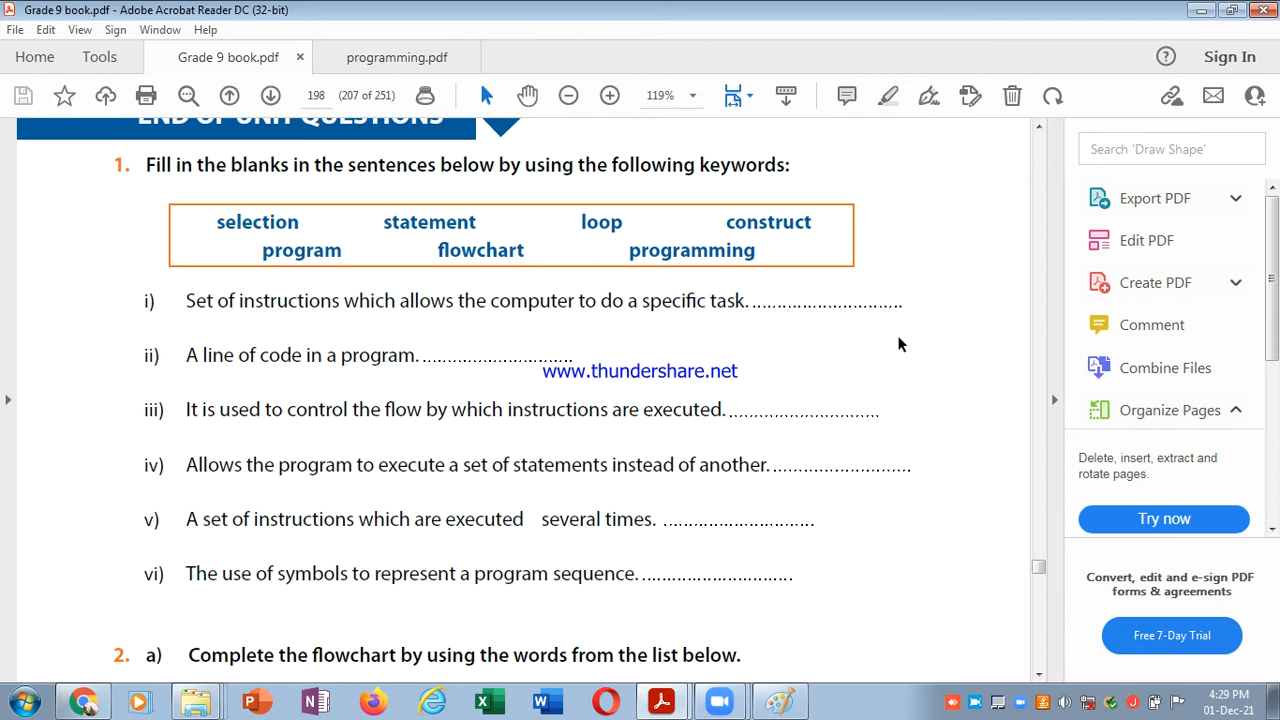 Grade 9 book.pdf - Adobe Acrobat Reader DC (32-bit)
File Edit View Sign Window Help
Home Tools Grade 9 book.pdf × programming.pdf Sign In
198 (207 of 251) 119%
END OF UNIT QUESTIONS
1. Fill in the blanks in the sentences below by using the following keywords:
selection statement loop construct
program flowchart programming
i) Set of instructions which allows the computer to do a specific task..............................
ii) A line of code in a program..............................
www.thundershare.net
iii) It is used to control the flow by which instructions are executed..............................
iv) Allows the program to execute a set of statements instead of another..............................
v) A set of instructions which are executed several times. ..............................
vi) The use of symbols to represent a program sequence..............................
2. a) Complete the flowchart by using the words from the list below.
Search 'Draw Shape'
Export PDF
Edit PDF
Create PDF
Comment
Combine Files
Organize Pages
Delete, insert, extract and
rotate pages.
Try now
Convert, edit and e-sign PDF
forms & agreements
Free 7-Day Trial
4:29 PM
01-Dec-21